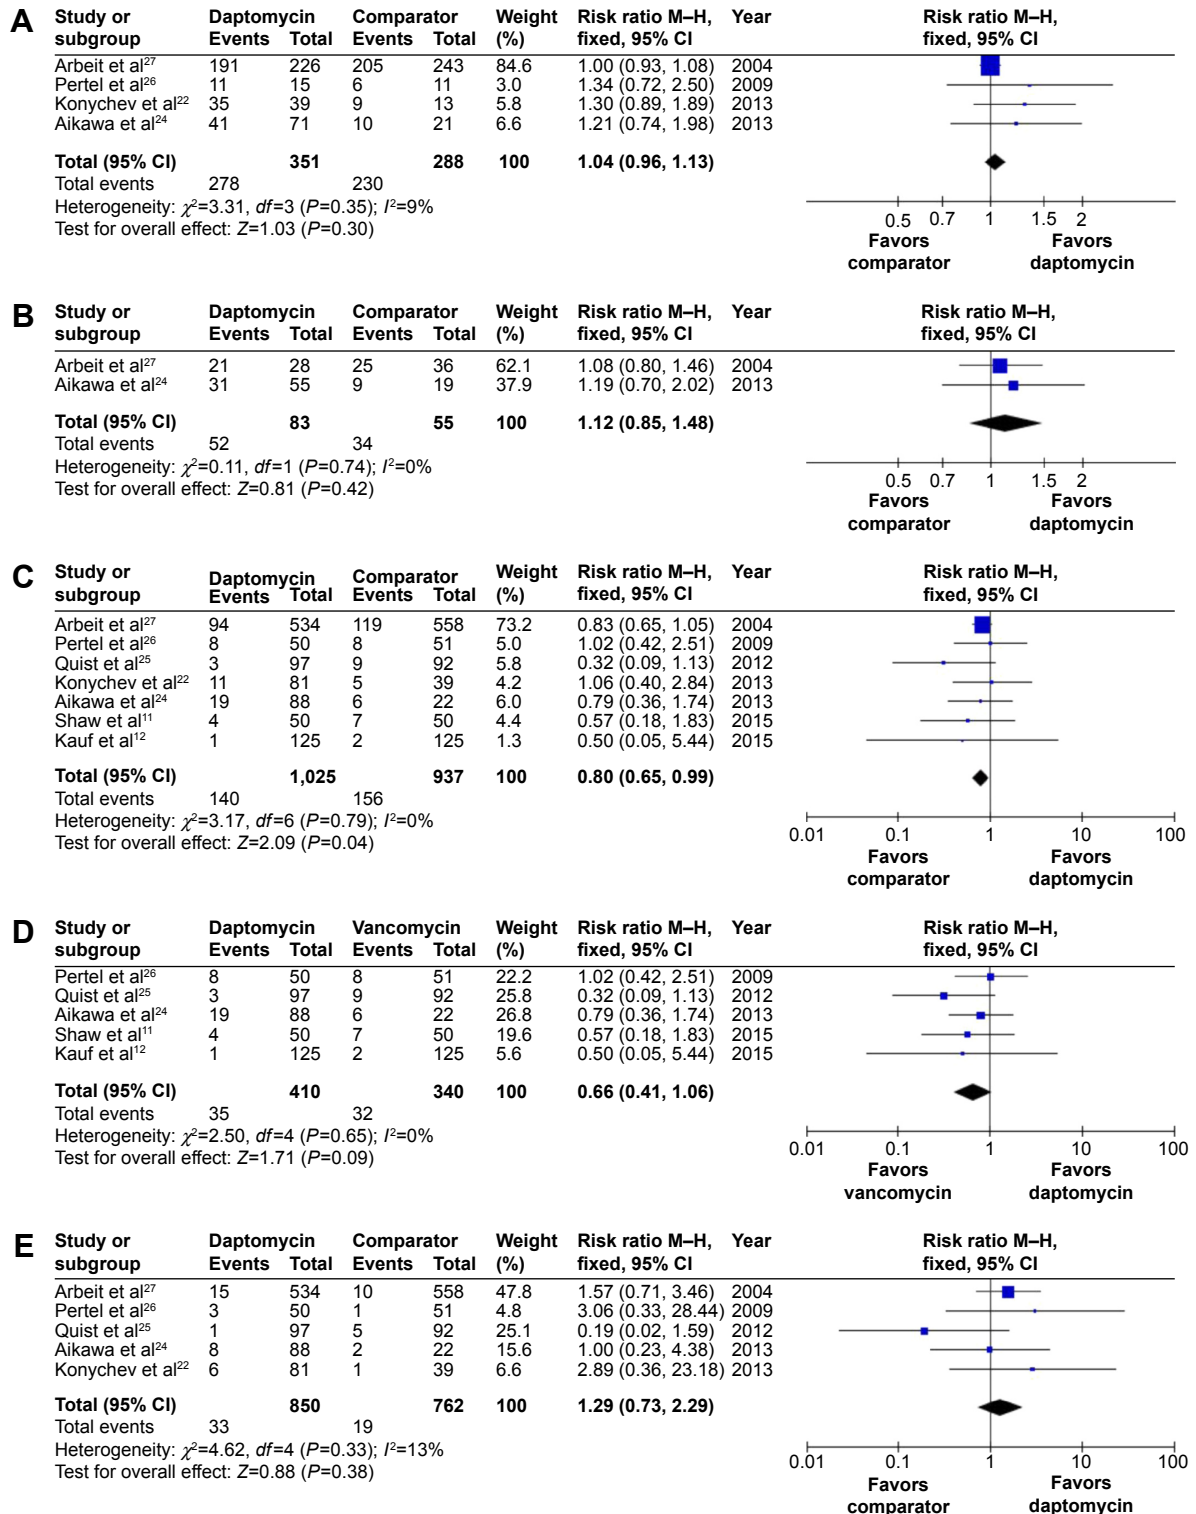 A
Study or subgroup Daptomycin Comparator Weight (%) Risk ratio M–H, fixed, 95% CI Year Risk ratio M–H, fixed, 95% CI
Events Total Events Total
Arbeit et al27 191 226 205 243 84.6 1.00 (0.93, 1.08) 2004
Pertel et al26 11 15 6 11 3.0 1.34 (0.72, 2.50) 2009
Konychev et al22 35 39 9 13 5.8 1.30 (0.89, 1.89) 2013
Aikawa et al24 41 71 10 21 6.6 1.21 (0.74, 1.98) 2013
Total (95% CI) 351 288 100 1.04 (0.96, 1.13)
Total events 278 230
Heterogeneity: χ2=3.31, df=3 (P=0.35); I2=9%
Test for overall effect: Z=1.03 (P=0.30)
0.5 0.7 1 1.5 2
Favors comparator Favors daptomycin
B
Study or subgroup Daptomycin Comparator Weight (%) Risk ratio M–H, fixed, 95% CI Year Risk ratio M–H, fixed, 95% CI
Events Total Events Total
Arbeit et al27 21 28 25 36 62.1 1.08 (0.80, 1.46) 2004
Aikawa et al24 31 55 9 19 37.9 1.19 (0.70, 2.02) 2013
Total (95% CI) 83 55 100 1.12 (0.85, 1.48)
Total events 52 34
Heterogeneity: χ2=0.11, df=1 (P=0.74); I2=0%
Test for overall effect: Z=0.81 (P=0.42)
0.5 0.7 1 1.5 2
Favors comparator Favors daptomycin
C
Study or subgroup Daptomycin Comparator Weight (%) Risk ratio M–H, fixed, 95% CI Year Risk ratio M–H, fixed, 95% CI
Events Total Events Total
Arbeit et al27 94 534 119 558 73.2 0.83 (0.65, 1.05) 2004
Pertel et al26 8 50 8 51 5.0 1.02 (0.42, 2.51) 2009
Quist et al25 3 97 9 92 5.8 0.32 (0.09, 1.13) 2012
Konychev et al22 11 81 5 39 4.2 1.06 (0.40, 2.84) 2013
Aikawa et al24 19 88 6 22 6.0 0.79 (0.36, 1.74) 2013
Shaw et al11 4 50 7 50 4.4 0.57 (0.18, 1.83) 2015
Kauf et al12 1 125 2 125 1.3 0.50 (0.05, 5.44) 2015
Total (95% CI) 1,025 937 100 0.80 (0.65, 0.99)
Total events 140 156
Heterogeneity: χ2=3.17, df=6 (P=0.79); I2=0%
Test for overall effect: Z=2.09 (P=0.04)
0.01 0.1 1 10 100
Favors comparator Favors daptomycin
D
Study or subgroup Daptomycin Vancomycin Weight (%) Risk ratio M–H, fixed, 95% CI Year Risk ratio M–H, fixed, 95% CI
Events Total Events Total
Pertel et al26 8 50 8 51 22.2 1.02 (0.42, 2.51) 2009
Quist et al25 3 97 9 92 25.8 0.32 (0.09, 1.13) 2012
Aikawa et al24 19 88 6 22 26.8 0.79 (0.36, 1.74) 2013
Shaw et al11 4 50 7 50 19.6 0.57 (0.18, 1.83) 2015
Kauf et al12 1 125 2 125 5.6 0.50 (0.05, 5.44) 2015
Total (95% CI) 410 340 100 0.66 (0.41, 1.06)
Total events 35 32
Heterogeneity: χ2=2.50, df=4 (P=0.65); I2=0%
Test for overall effect: Z=1.71 (P=0.09)
0.01 0.1 1 10 100
Favors vancomycin Favors daptomycin
E
Study or subgroup Daptomycin Comparator Weight (%) Risk ratio M–H, fixed, 95% CI Year Risk ratio M–H, fixed, 95% CI
Events Total Events Total
Arbeit et al27 15 534 10 558 47.8 1.57 (0.71, 3.46) 2004
Pertel et al26 3 50 1 51 4.8 3.06 (0.33, 28.44) 2009
Quist et al25 1 97 5 92 25.1 0.19 (0.02, 1.59) 2012
Aikawa et al24 8 88 2 22 15.6 1.00 (0.23, 4.38) 2013
Konychev et al22 6 81 1 39 6.6 2.89 (0.36, 23.18) 2013
Total (95% CI) 850 762 100 1.29 (0.73, 2.29)
Total events 33 19
Heterogeneity: χ2=4.62, df=4 (P=0.33); I2=13%
Test for overall effect: Z=0.88 (P=0.38)
0.01 0.1 1 10 100
Favors comparator Favors daptomycin